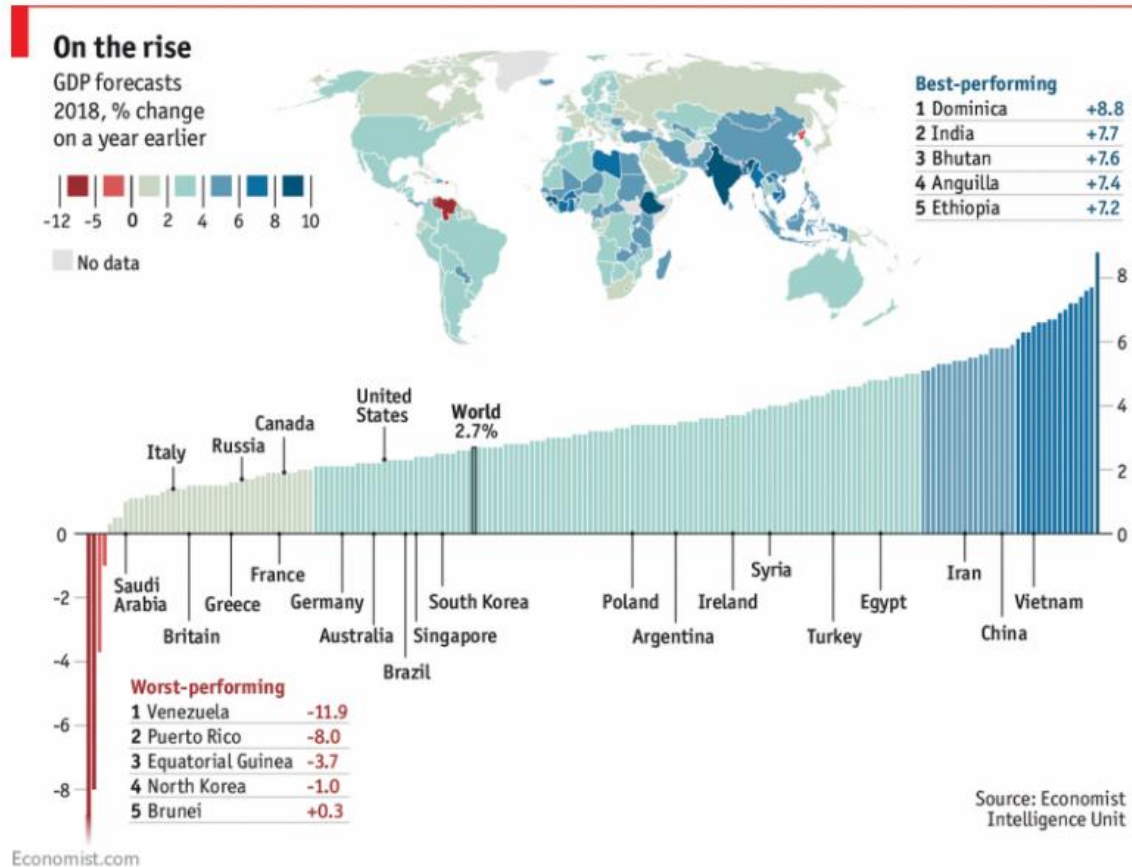 On the rise
GDP forecasts
2018, % change
on a year earlier
-12 -5 0 2 4 6 8 10
No data
Best-performing
1 Dominica +8.8
2 India +7.7
3 Bhutan +7.6
4 Anguilla +7.4
5 Ethiopia +7.2
8
6
4
2
0
United
States
World
2.7%
Canada
Russia
Italy
0
-2
-4
-6
-8
Saudi
Arabia
Britain
Greece
France
Germany
Australia
Brazil
Singapore
South Korea
Poland
Argentina
Ireland
Syria
Turkey
Egypt
Iran
China
Vietnam
Worst-performing
1 Venezuela -11.9
2 Puerto Rico -8.0
3 Equatorial Guinea -3.7
4 North Korea -1.0
5 Brunei +0.3
Source: Economist
Intelligence Unit
Economist.com